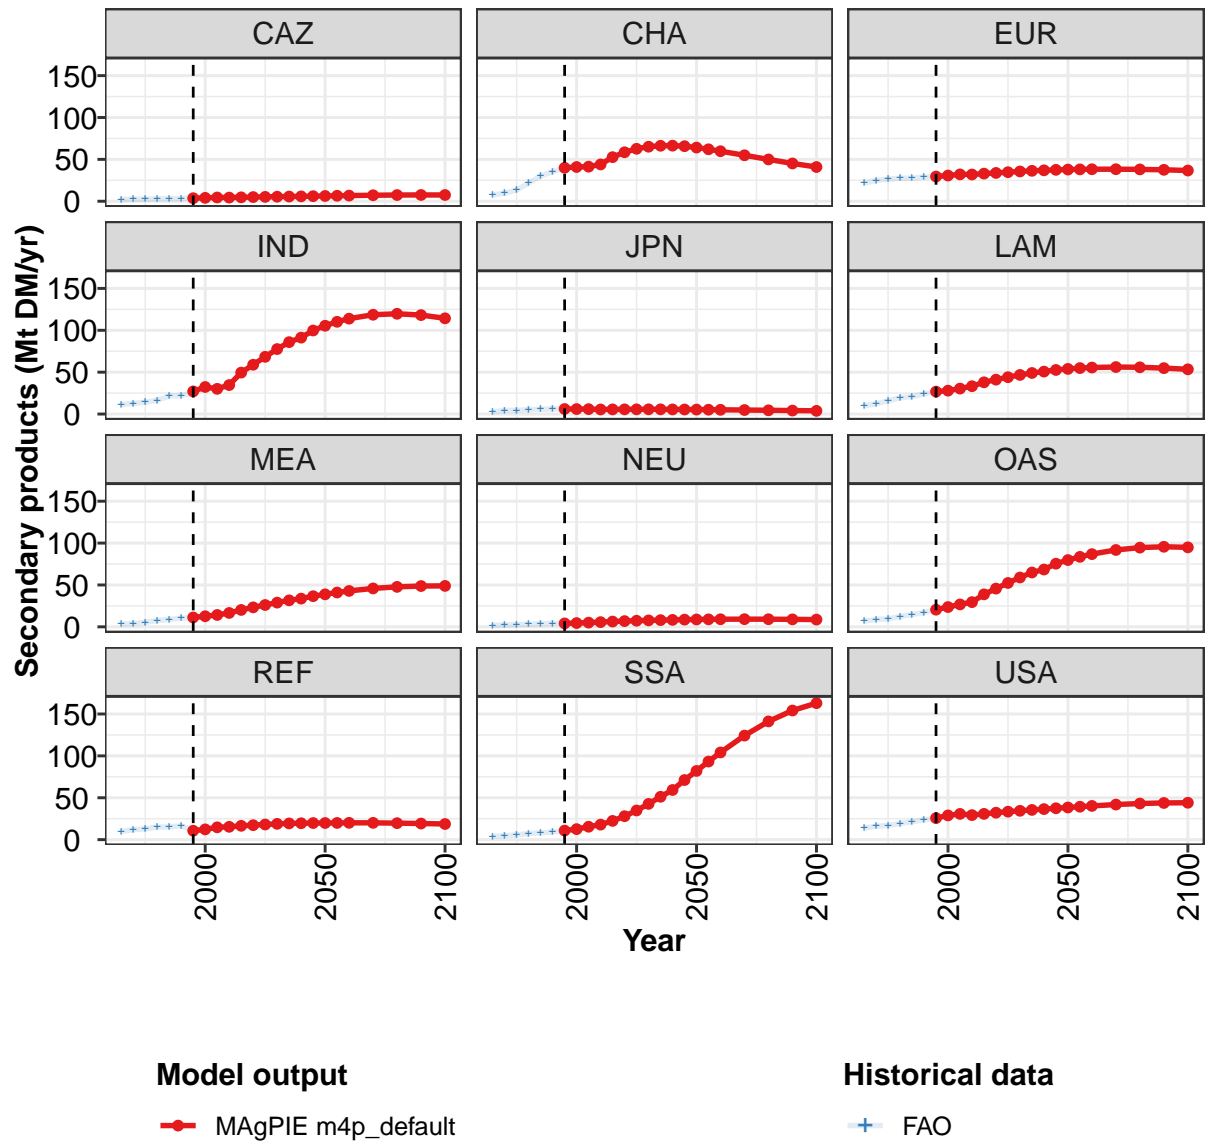 CAZ CHA EUR
150
100
50
0
IND JPN LAM
150
100
50
0
MEA NEU OAS
150
100
50
0
REF SSA USA
150
100
50
0
Secondary products (Mt DM/yr)
2000 2050 2100 2000 2050 2100 2000 2050 2100
Year
Model output Historical data
MAgPIE m4p_default FAO